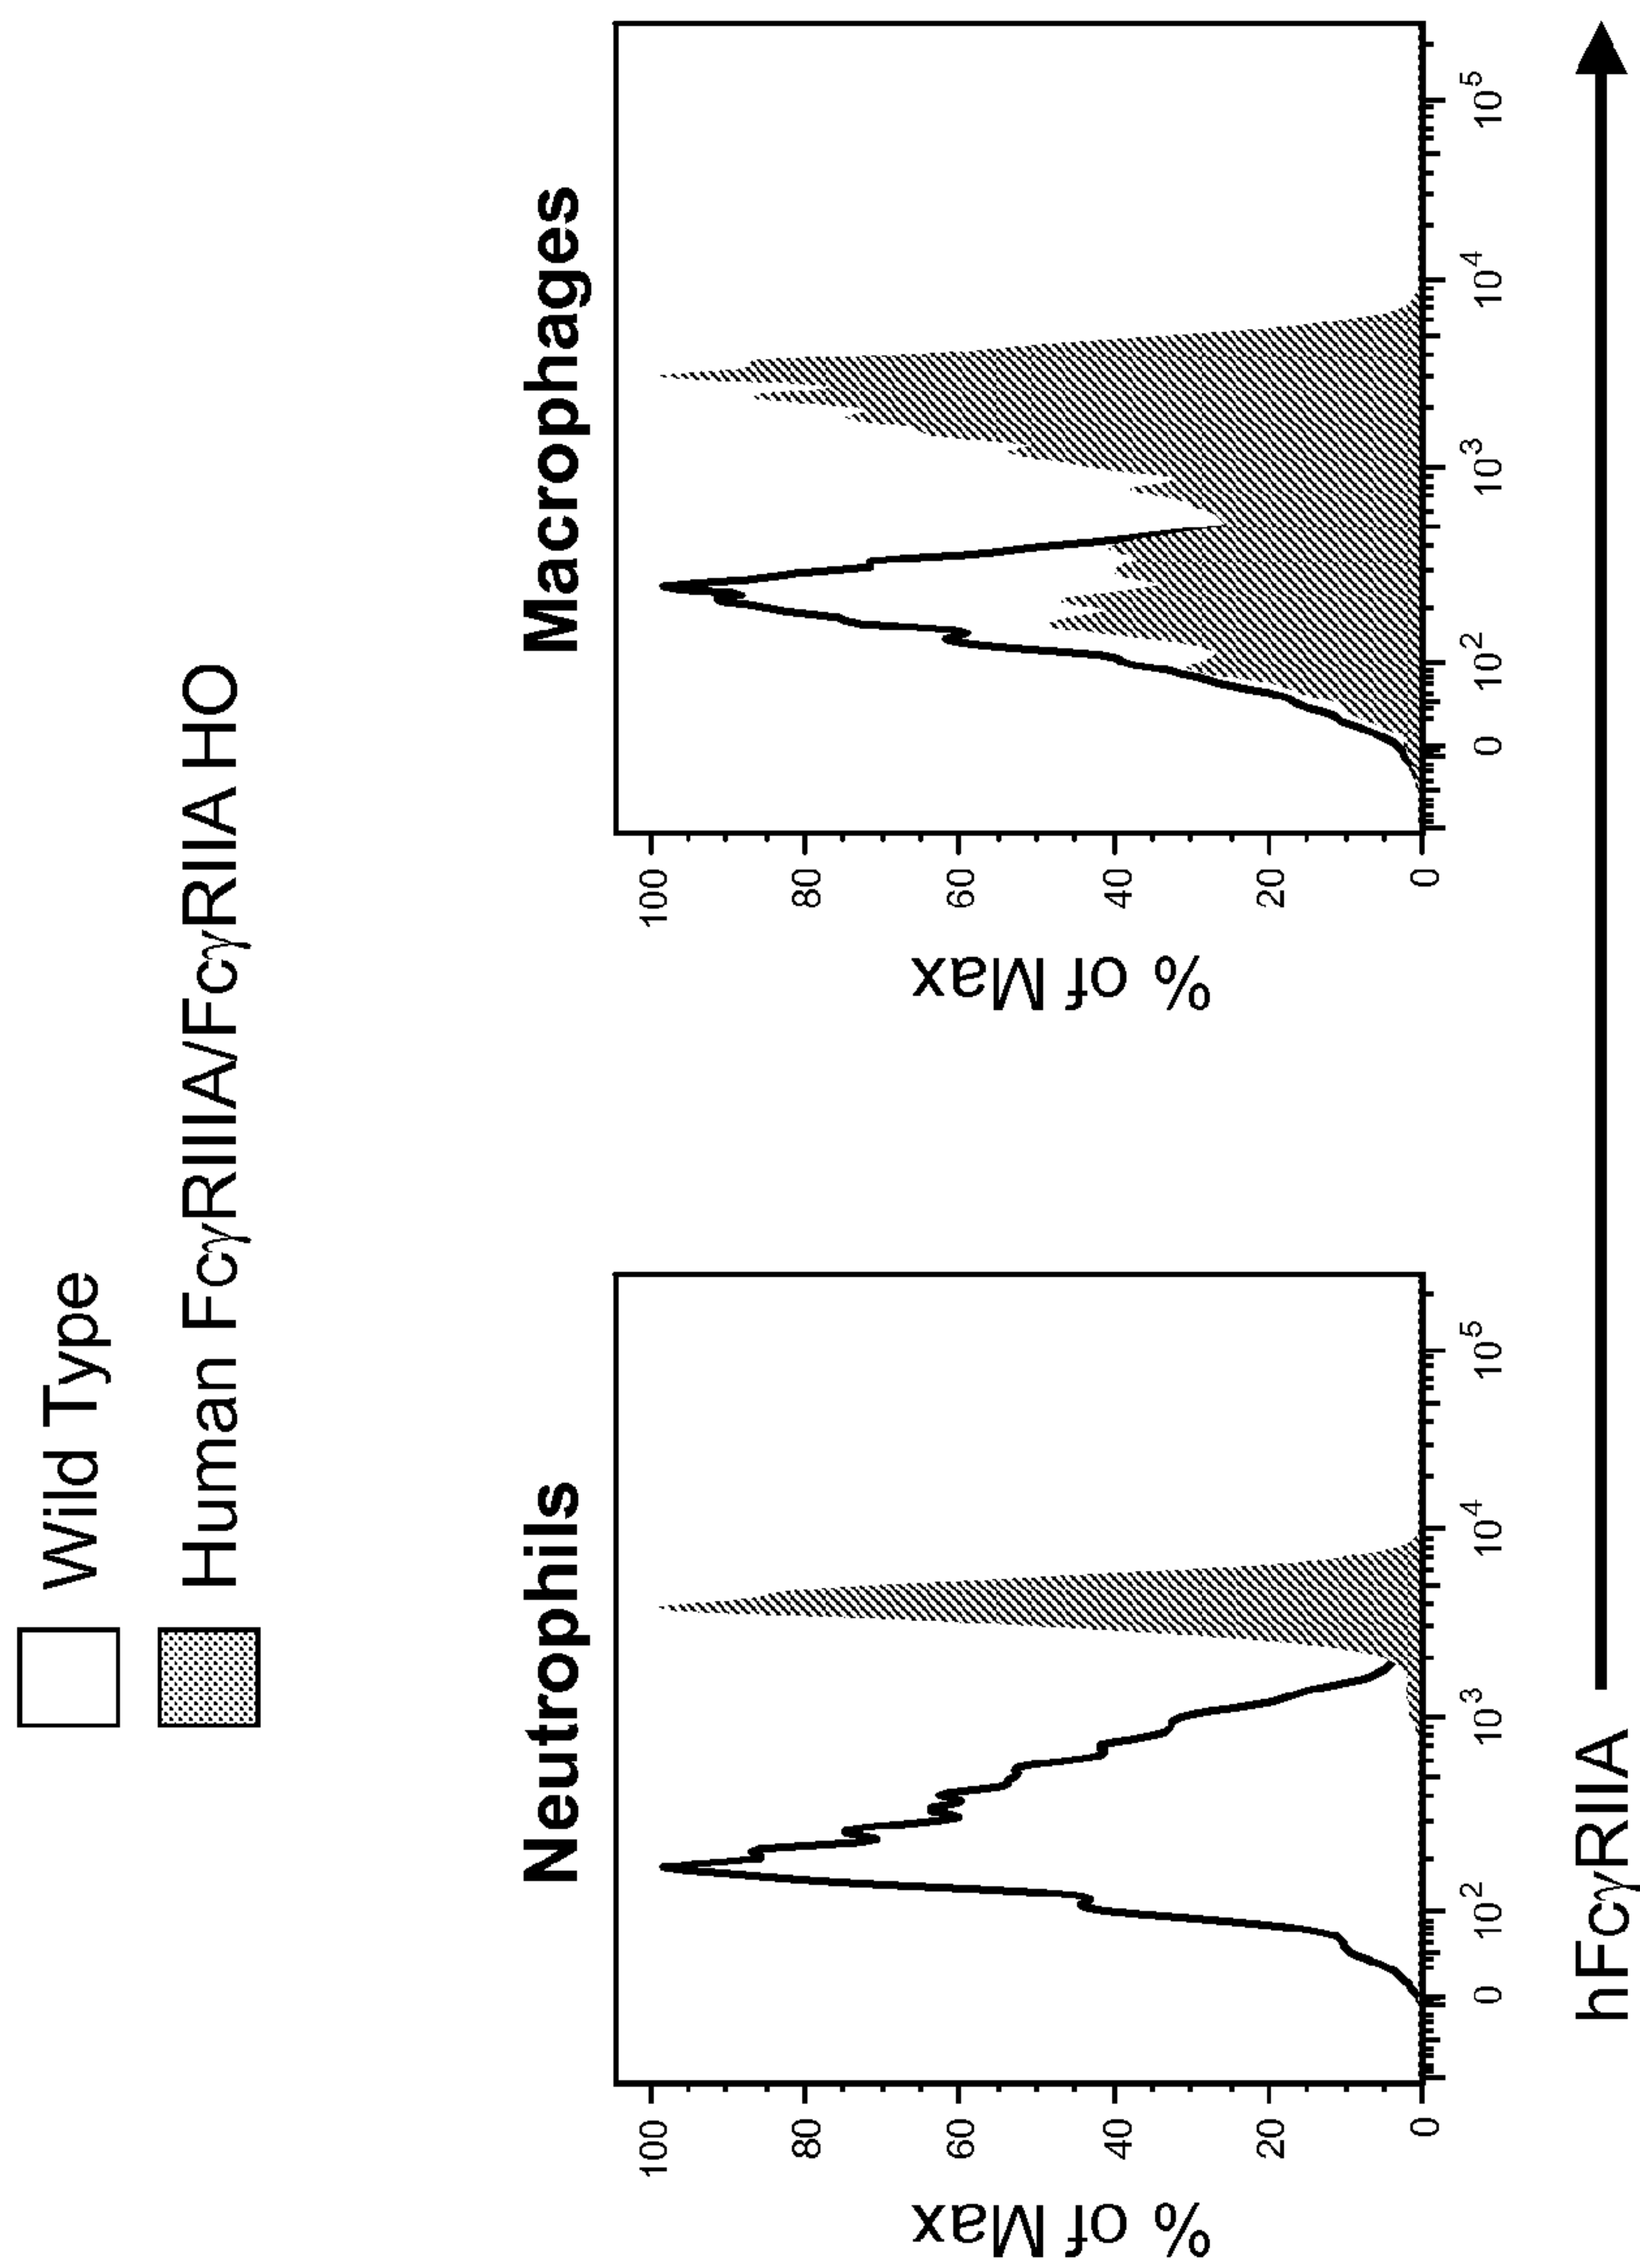 Wild Type
Human FcγRIIIA/FcγRIIA HO
Neutrophils
% of Max
100
80
60
40
20
0
0 10² 10³ 10⁴ 10⁵
Macrophages
% of Max
100
80
60
40
20
0
0 10² 10³ 10⁴ 10⁵
hFcγRIIA